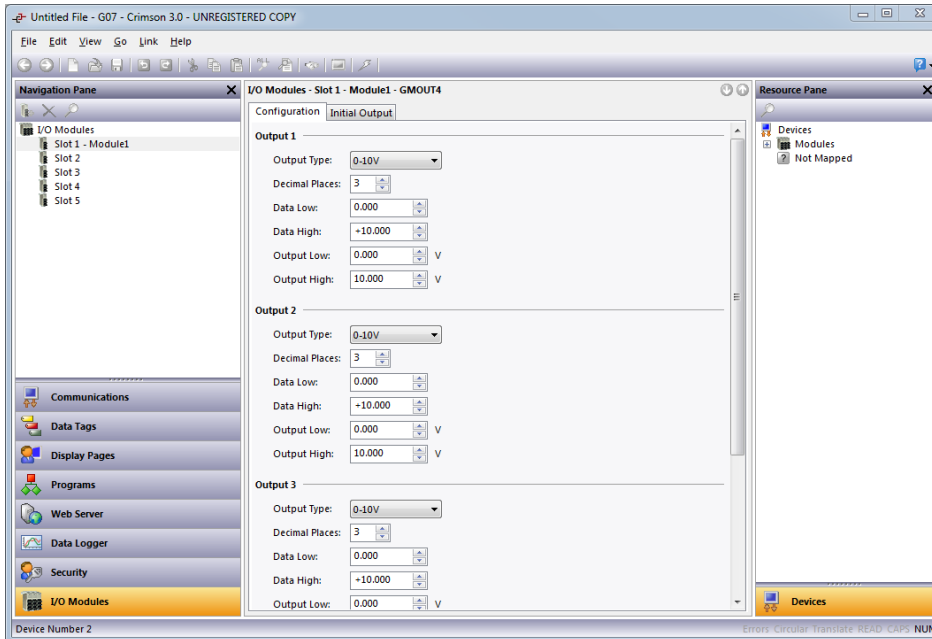 Untitled File - G07 - Crimson 3.0 - UNREGISTERED COPY
File Edit View Go Link Help
Navigation Pane
I/O Modules
Slot 1 - Module1
Slot 2
Slot 3
Slot 4
Slot 5
Communications
Data Tags
Display Pages
Programs
Web Server
Data Logger
Security
I/O Modules
I/O Modules - Slot 1 - Module1 - GMOUT4
Configuration Initial Output
Output 1
Output Type: 0-10V
Decimal Places: 3
Data Low: 0.000
Data High: +10.000
Output Low: 0.000 V
Output High: 10.000 V
Output 2
Output Type: 0-10V
Decimal Places: 3
Data Low: 0.000
Data High: +10.000
Output Low: 0.000 V
Output High: 10.000 V
Output 3
Output Type: 0-10V
Decimal Places: 3
Data Low: 0.000
Data High: +10.000
Output Low: 0.000 V
Resource Pane
Devices
Modules
Not Mapped
Devices
Device Number 2
Errors Circular Translate READ CAPS NUM